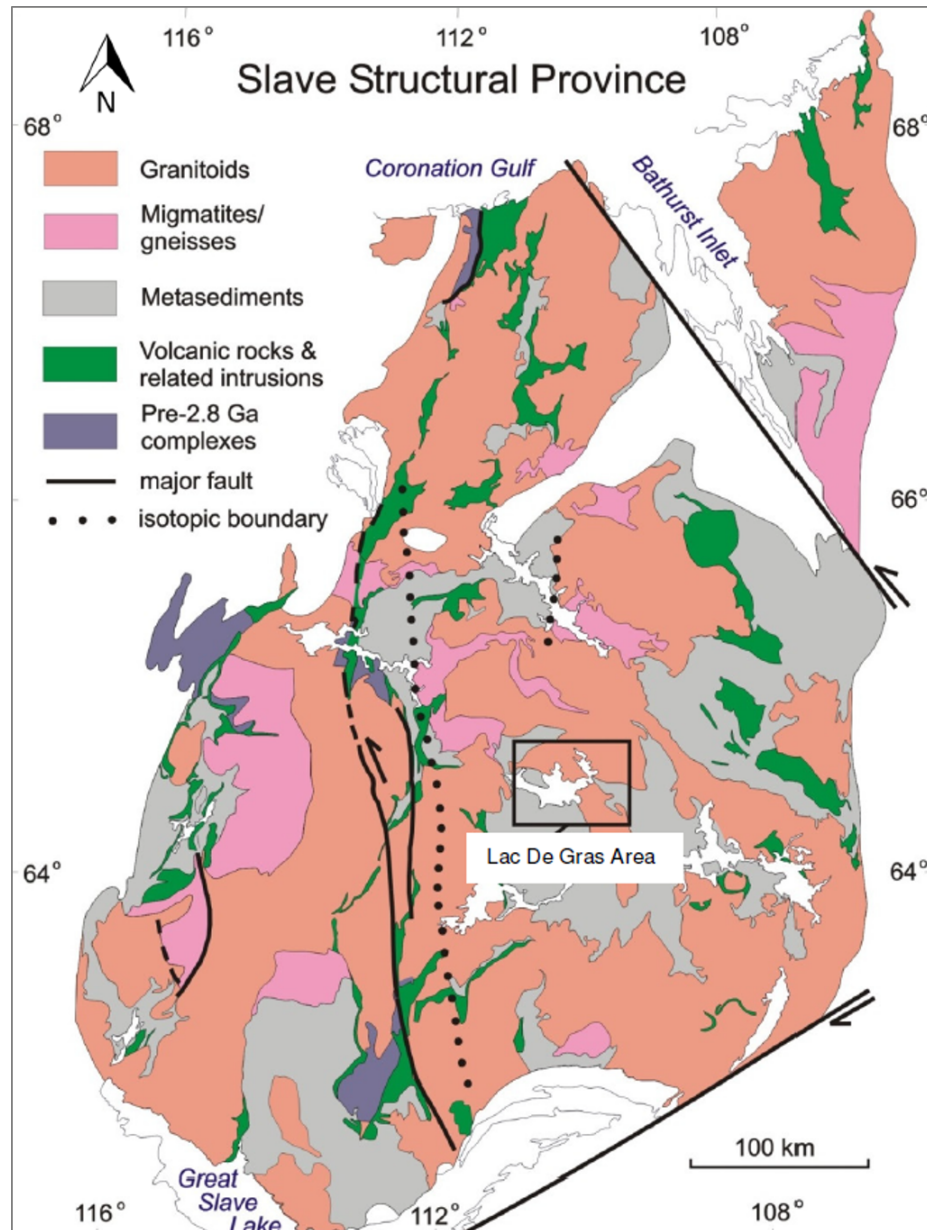 116°
112°
108°
N
Slave Structural Province
68°
68°
Coronation Gulf
Bathurst Inlet
Granitoids
Migmatites/
gneisses
Metasediments
Volcanic rocks &
related intrusions
Pre-2.8 Ga
complexes
major fault
isotopic boundary
66°
Lac De Gras Area
64°
64°
100 km
Great
Slave
Lake
116°
112°
108°